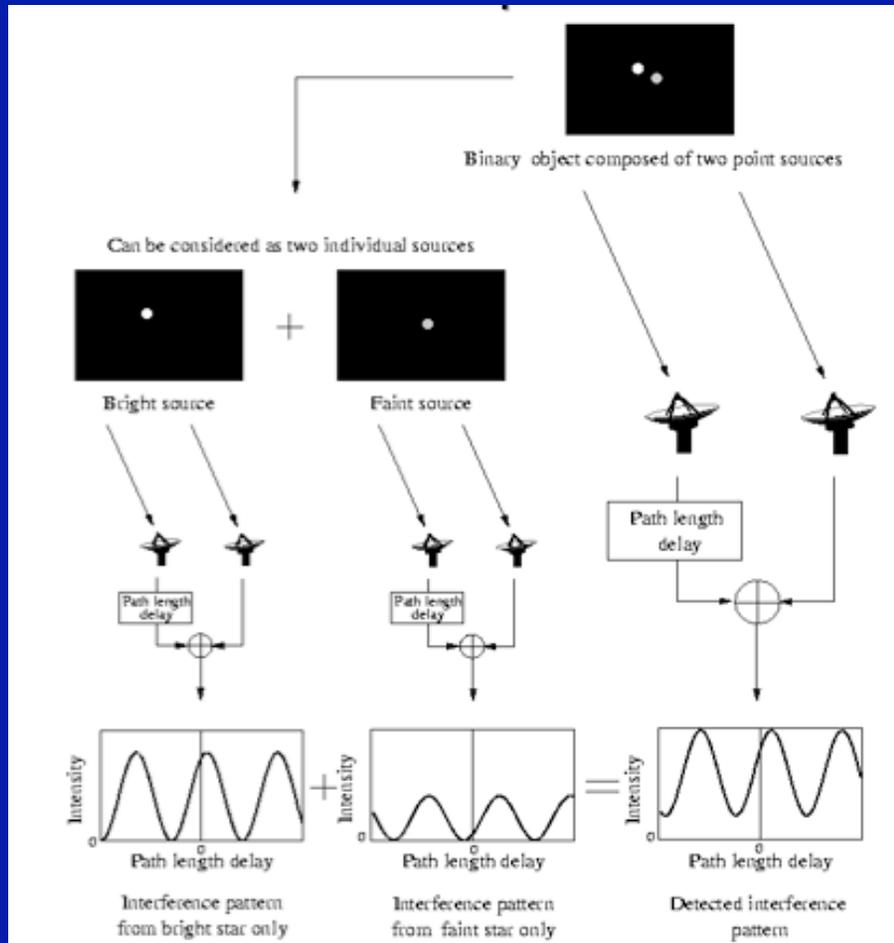 Binary object composed of two point sources
Can be considered as two individual sources
+
Bright source
Faint source
Path length
delay
Path length
delay
Path length
delay
Intensity
0
0
Path length delay
+
Intensity
0
0
Path length delay
=
Intensity
0
0
Path length delay
Interference pattern
from bright star only
Interference pattern
from faint star only
Detected interference
pattern